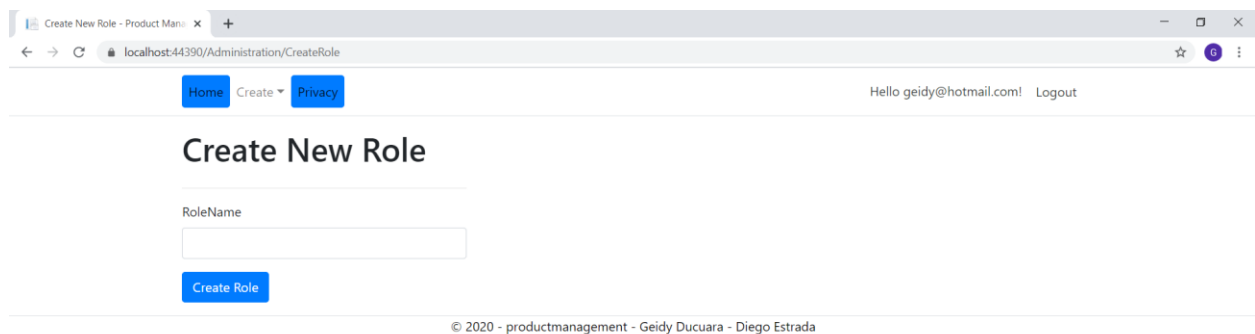 Create New Role - Product Mana
localhost:44390/Administration/CreateRole
G
Home Create Privacy Hello geidy@hotmail.com! Logout
Create New Role
RoleName
Create Role
© 2020 - productmanagement - Geidy Ducuara - Diego Estrada